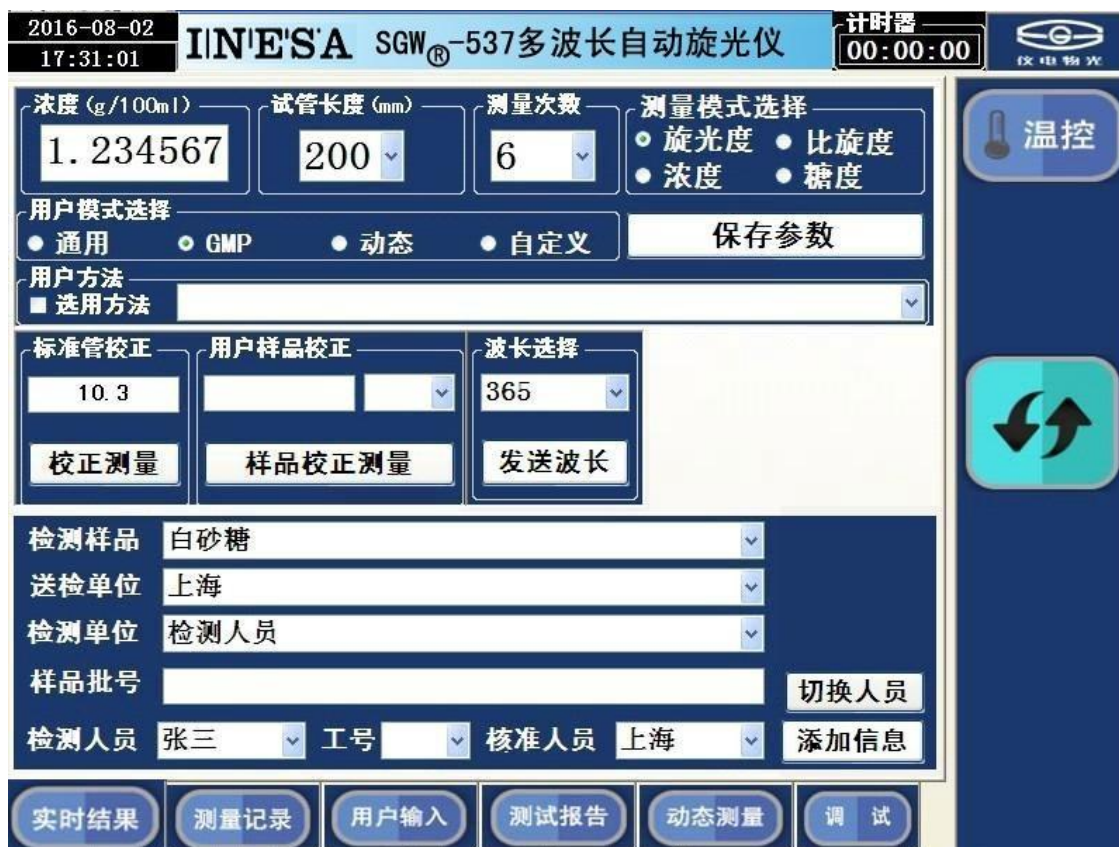 2016-08-02
17:31:01
INESA SGW®-537多波长自动旋光仪
计时器
00:00:00
仪电物光
浓度(g/100ml)
1.234567
试管长度(mm)
200
测量次数
6
测量模式选择
旋光度 比旋度
浓度 糖度
温控
用户模式选择
通用 GMP 动态 自定义
保存参数
用户方法
选用方法
标准管校正
10.3
校正测量
用户样品校正
样品校正测量
波长选择
365
发送波长
检测样品 白砂糖
送检单位 上海
检测单位 检测人员
样品批号
切换人员
检测人员 张三 工号 核准人员 上海 添加信息
实时结果 测量记录 用户输入 测试报告 动态测量 调 试